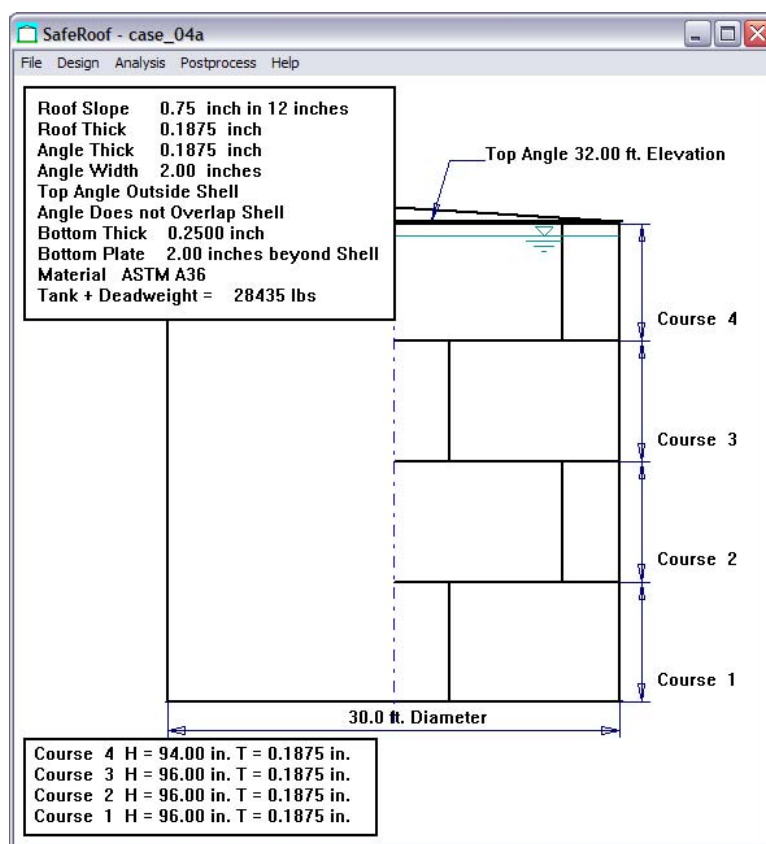 SafeRoof - case_04a
File Design Analysis Postprocess Help
Roof Slope 0.75 inch in 12 inches
Roof Thick 0.1875 inch
Angle Thick 0.1875 inch
Angle Width 2.00 inches
Top Angle Outside Shell
Angle Does not Overlap Shell
Bottom Thick 0.2500 inch
Bottom Plate 2.00 inches beyond Shell
Material ASTM A36
Tank + Deadweight = 28435 lbs
Top Angle 32.00 ft. Elevation
Course 4
Course 3
Course 2
Course 1
30.0 ft. Diameter
Course 4 H = 94.00 in. T = 0.1875 in.
Course 3 H = 96.00 in. T = 0.1875 in.
Course 2 H = 96.00 in. T = 0.1875 in.
Course 1 H = 96.00 in. T = 0.1875 in.